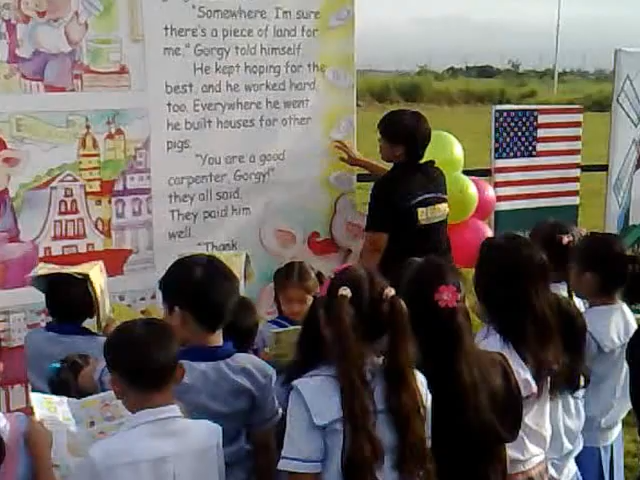 "Somewhere, I'm sure
there's a piece of land for
me," Gorgy told himself.
He kept hoping for the
best, and he worked hard,
too. Everywhere he went,
he built houses for other
pigs.
"You are a good
carpenter, Gorgy!"
they all said.
They paid him
well.
"Thank